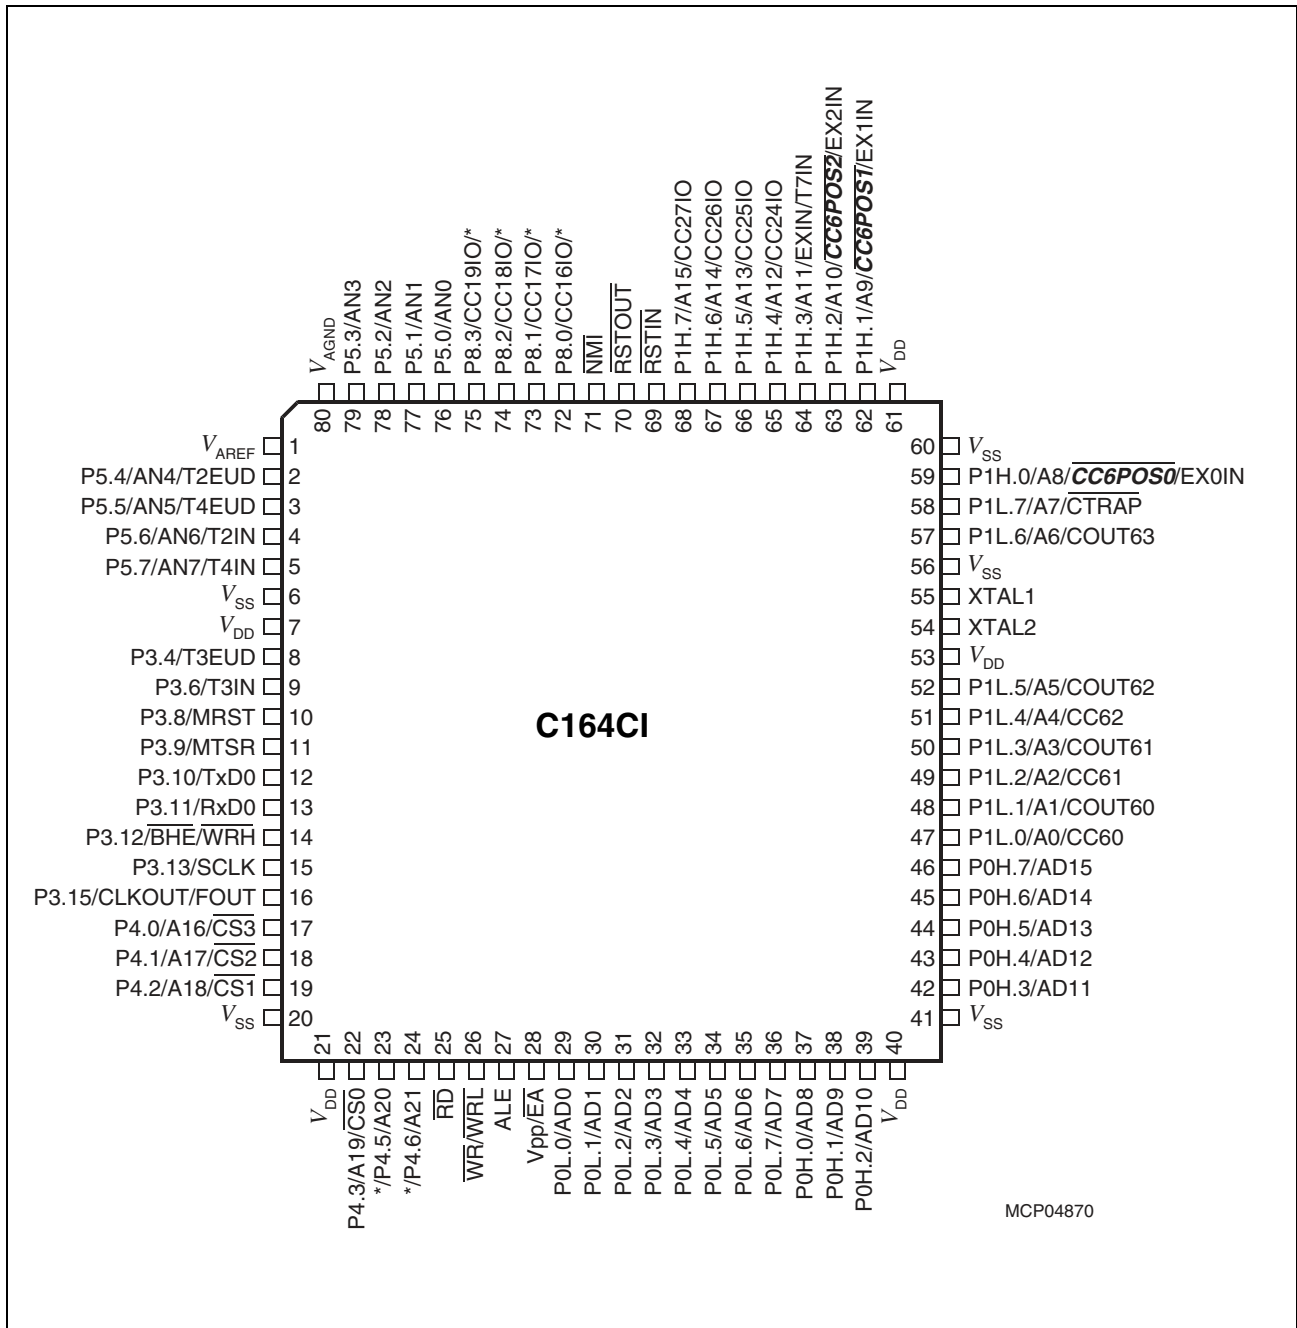 V AGND
P5.3/AN3
P5.2/AN2
P5.1/AN1
P5.0/AN0
P8.3/CC19IO/*
P8.2/CC18IO/*
P8.1/CC17IO/*
P8.0/CC16IO/*
NMI
RSTOUT
RSTIN
P1H.7/A15/CC27IO
P1H.6/A14/CC26IO
P1H.5/A13/CC25IO
P1H.4/A12/CC24IO
P1H.3/A11/EXIN/T7IN
P1H.2/A10/CC6POS2/EX2IN
P1H.1/A9/CC6POS1/EX1IN
V DD
80 79 78 77 76 75 74 73 72 71 70 69 68 67 66 65 64 63 62 61
V AREF 1
P5.4/AN4/T2EUD 2
P5.5/AN5/T4EUD 3
P5.6/AN6/T2IN 4
P5.7/AN7/T4IN 5
V SS 6
V DD 7
P3.4/T3EUD 8
P3.6/T3IN 9
P3.8/MRST 10
P3.9/MTSR 11
P3.10/TxD0 12
P3.11/RxD0 13
P3.12/BHE/WRH 14
P3.13/SCLK 15
P3.15/CLKOUT/FOUT 16
P4.0/A16/CS3 17
P4.1/A17/CS2 18
P4.2/A18/CS1 19
V SS 20
C164CI
60 V SS
59 P1H.0/A8/CC6POS0/EX0IN
58 P1L.7/A7/CTRAP
57 P1L.6/A6/COUT63
56 V SS
55 XTAL1
54 XTAL2
53 V DD
52 P1L.5/A5/COUT62
51 P1L.4/A4/CC62
50 P1L.3/A3/COUT61
49 P1L.2/A2/CC61
48 P1L.1/A1/COUT60
47 P1L.0/A0/CC60
46 P0H.7/AD15
45 P0H.6/AD14
44 P0H.5/AD13
43 P0H.4/AD12
42 P0H.3/AD11
41 V SS
21 22 23 24 25 26 27 28 29 30 31 32 33 34 35 36 37 38 39 40
V DD
P4.3/A19/CS0
*/P4.5/A20
*/P4.6/A21
RD
WR/WRL
ALE
Vpp/EA
P0L.0/AD0
P0L.1/AD1
P0L.2/AD2
P0L.3/AD3
P0L.4/AD4
P0L.5/AD5
P0L.6/AD6
P0L.7/AD7
P0H.0/AD8
P0H.1/AD9
P0H.2/AD10
V DD
MCP04870